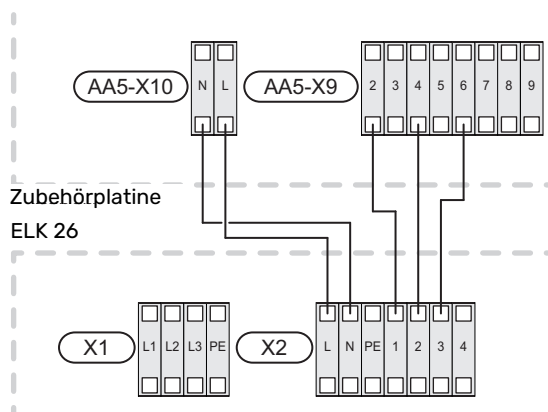 AA5-X10 N L AA5-X9 2 3 4 5 6 7 8 9
Zubehörplatine
ELK 26
X1 L1 L2 L3 PE X2 L N PE 1 2 3 4